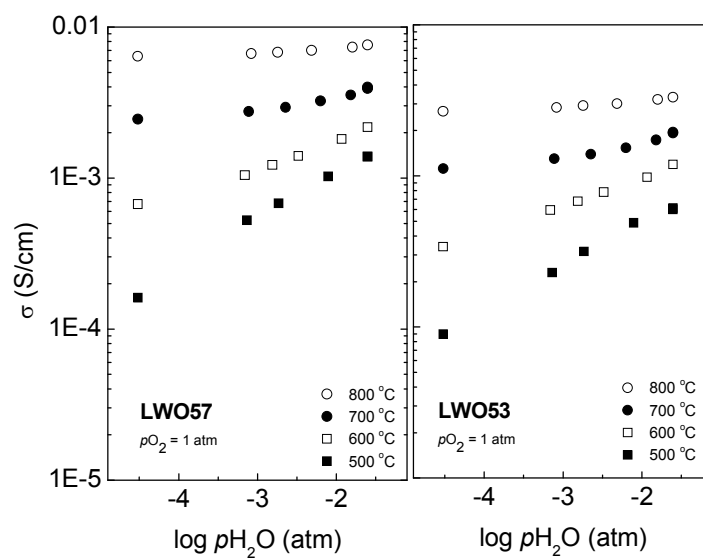 0.01
1E-3
1E-4
1E-5
σ (S/cm)
LWO57
pO₂ = 1 atm
800 °C
700 °C
600 °C
500 °C
-4 -3 -2
log pH₂O (atm)
LWO53
pO₂ = 1 atm
800 °C
700 °C
600 °C
500 °C
-4 -3 -2
log pH₂O (atm)